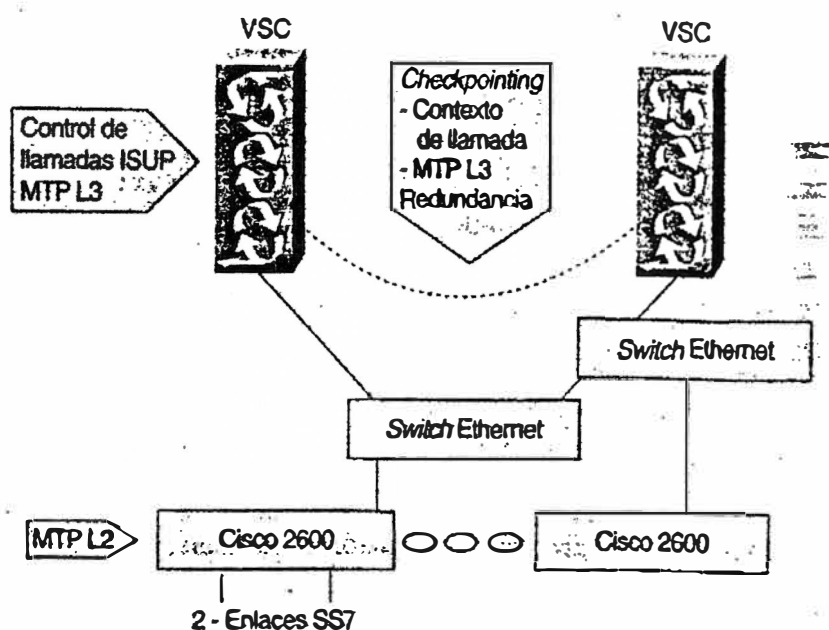 VSC
VSC
Control de
llamadas ISUP
MTP L3
Checkpointing
- Contexto
de llamada
- MTP L3
Redundancia
Switch Ethernet
Switch Ethernet
MTP L2
Cisco 2600
Cisco 2600
2 - Enlaces SS7